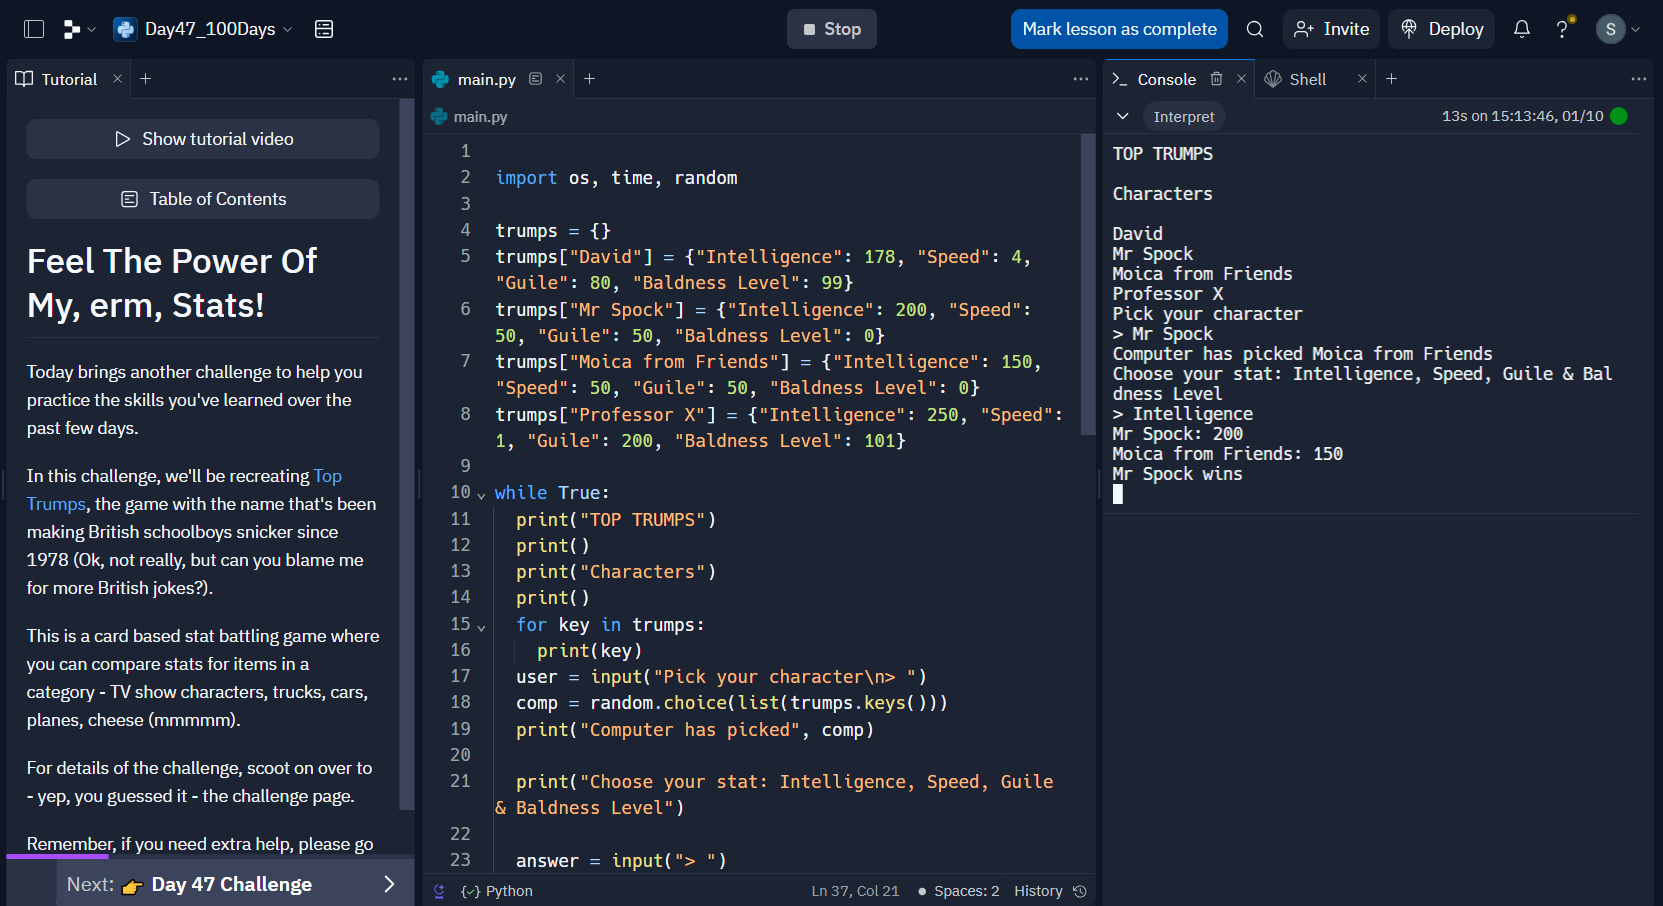 Day47_100Days
Stop
Mark lesson as complete
Invite
Deploy
?
S
Tutorial
Show tutorial video
Table of Contents
Feel The Power Of
My, erm, Stats!
Today brings another challenge to help you
practice the skills you've learned over the
past few days.
In this challenge, we'll be recreating Top
Trumps, the game with the name that's been
making British schoolboys snicker since
1978 (Ok, not really, but can you blame me
for more British jokes?).
This is a card based stat battling game where
you can compare stats for items in a
category - TV show characters, trucks, cars,
planes, cheese (mmmmm).
For details of the challenge, scoot on over to
- yep, you guessed it - the challenge page.
Remember, if you need extra help, please go
Next: 👉 Day 47 Challenge
main.py
main.py
1
2 import os, time, random
3
4 trumps = {}
5 trumps["David"] = {"Intelligence": 178, "Speed": 4,
"Guile": 80, "Baldness Level": 99}
6 trumps["Mr Spock"] = {"Intelligence": 200, "Speed":
50, "Guile": 50, "Baldness Level": 0}
7 trumps["Moica from Friends"] = {"Intelligence": 150,
"Speed": 50, "Guile": 50, "Baldness Level": 0}
8 trumps["Professor X"] = {"Intelligence": 250, "Speed":
1, "Guile": 200, "Baldness Level": 101}
9
10 while True:
11 print("TOP TRUMPS")
12 print()
13 print("Characters")
14 print()
15 for key in trumps:
16 print(key)
17 user = input("Pick your character\n> ")
18 comp = random.choice(list(trumps.keys()))
19 print("Computer has picked", comp)
20
21 print("Choose your stat: Intelligence, Speed, Guile
& Baldness Level")
22
23 answer = input("> ")
Python
Ln 37, Col 21
Spaces: 2
History
Console
Shell
Interpret
13s on 15:13:46, 01/10
TOP TRUMPS
Characters
David
Mr Spock
Moica from Friends
Professor X
Pick your character
> Mr Spock
Computer has picked Moica from Friends
Choose your stat: Intelligence, Speed, Guile & Bal
dness Level
> Intelligence
Mr Spock: 200
Moica from Friends: 150
Mr Spock wins